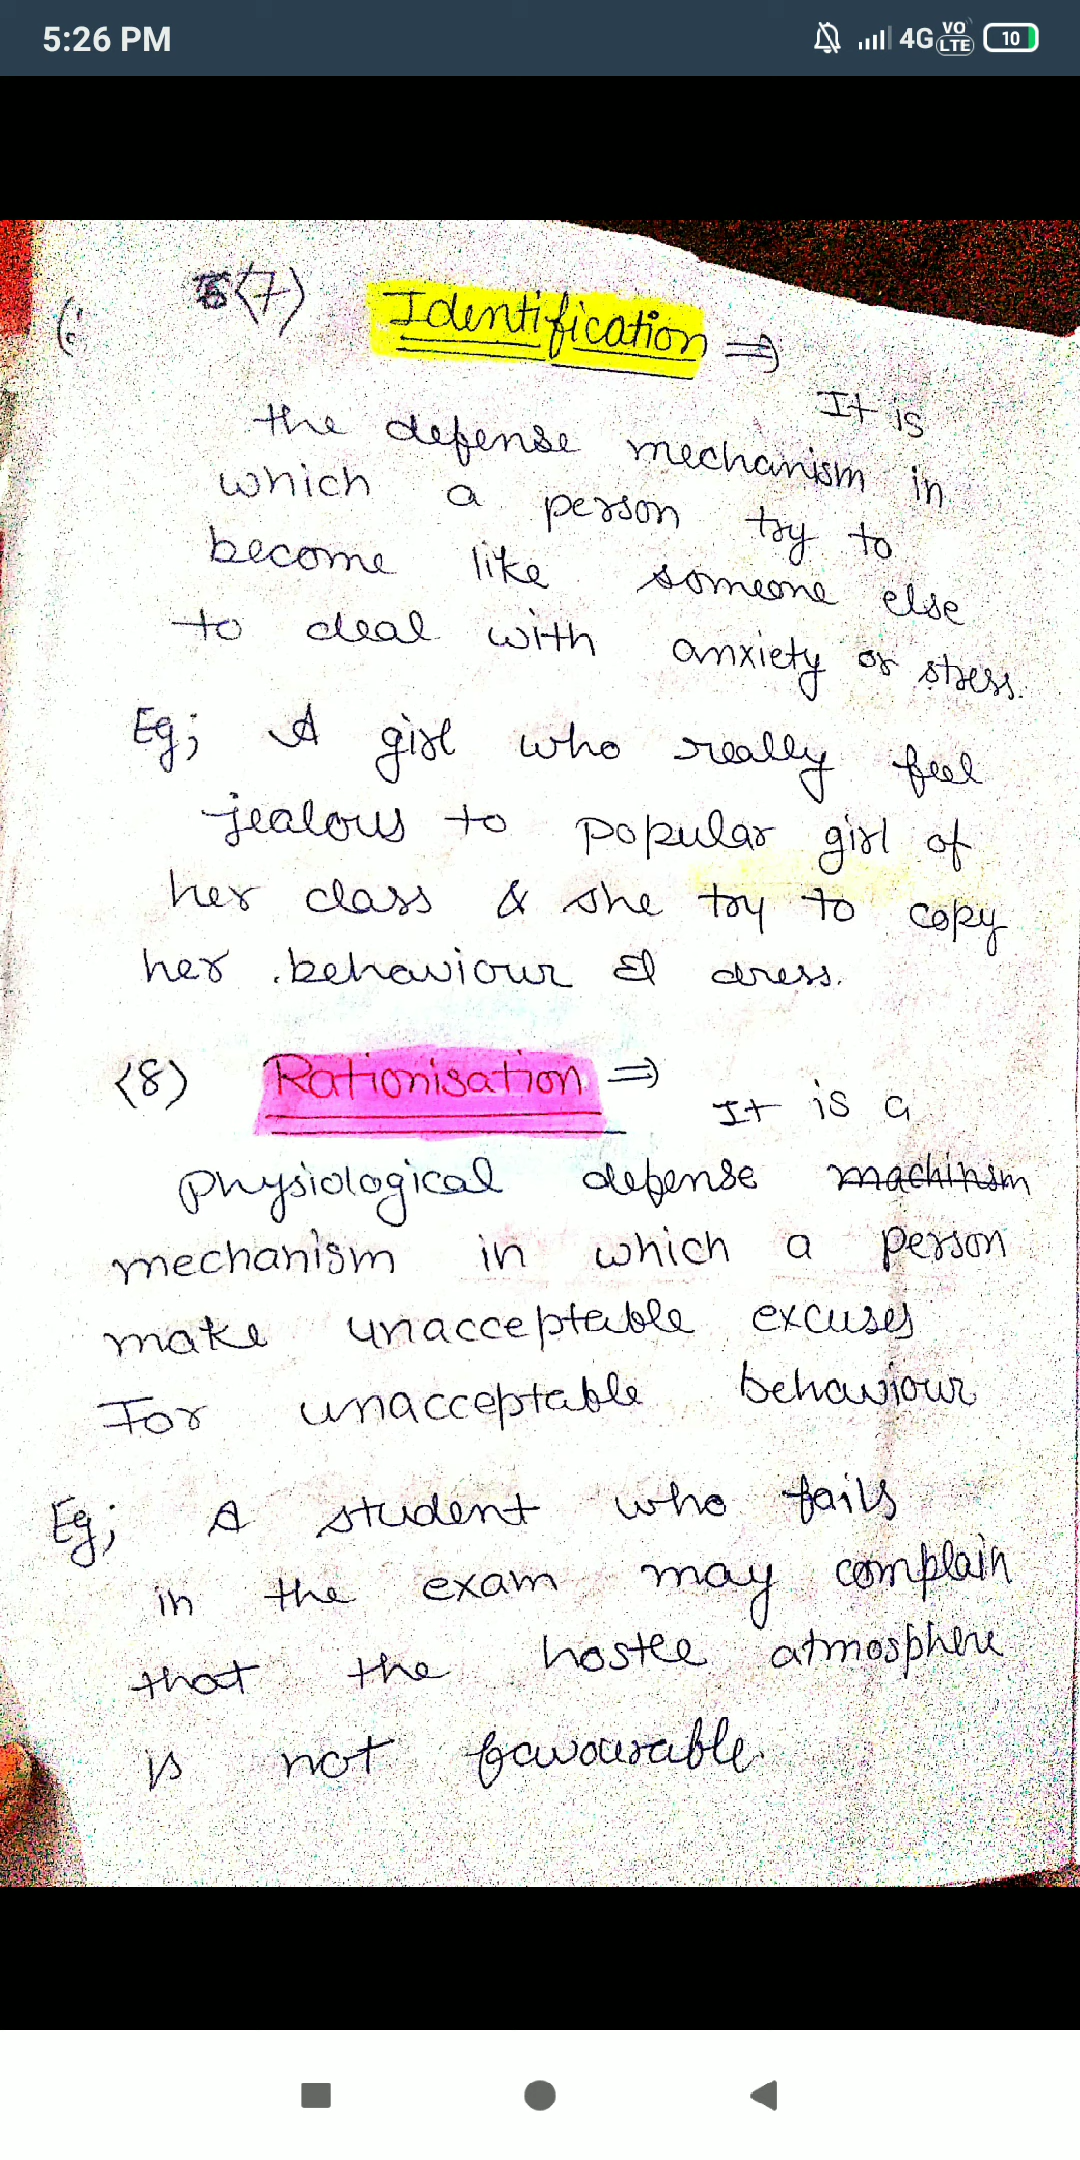 5:26 PM
4G VO LTE 10
(7) Identification ⇒
It is
the defense mechanism in
which a person try to
become like someone else
to deal with anxiety or stress.
Eg; A girl who really feel
jealous to popular girl of
her class & she try to copy
her behaviour & dress.
(8) Rationisation ⇒
It is a
physiological defense machinsm
mechanism in which a person
make unacceptable excuses
For unacceptable behaviour
Eg; A student who fails
in the exam may complain
that the hostle atmosphere
is not favourable.